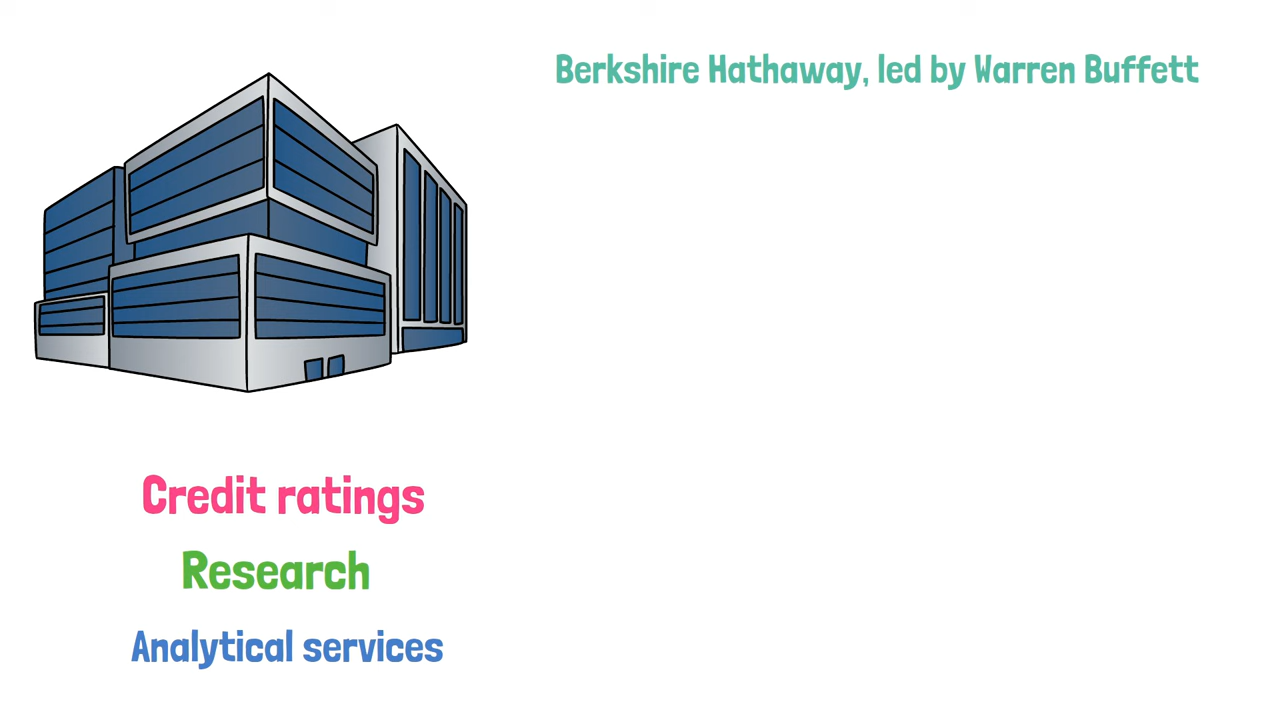 Berkshire Hathaway, led by Warren Buffett
Credit ratings
Research
Analytical services